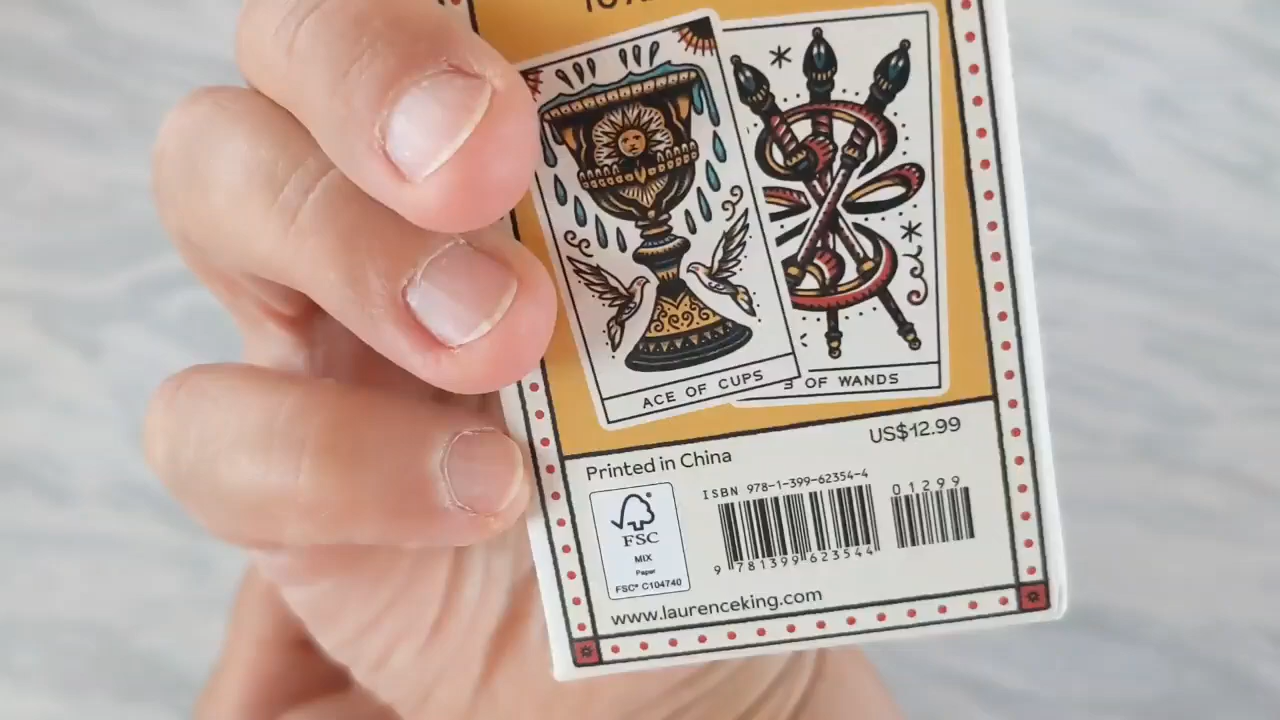 ACE OF CUPS
OF WANDS
US$12.99
Printed in China
ISBN 978-1-399-62354-4
01299
9 781399 623544
FSC
MIX
Paper
FSC® C104740
www.laurenceking.com